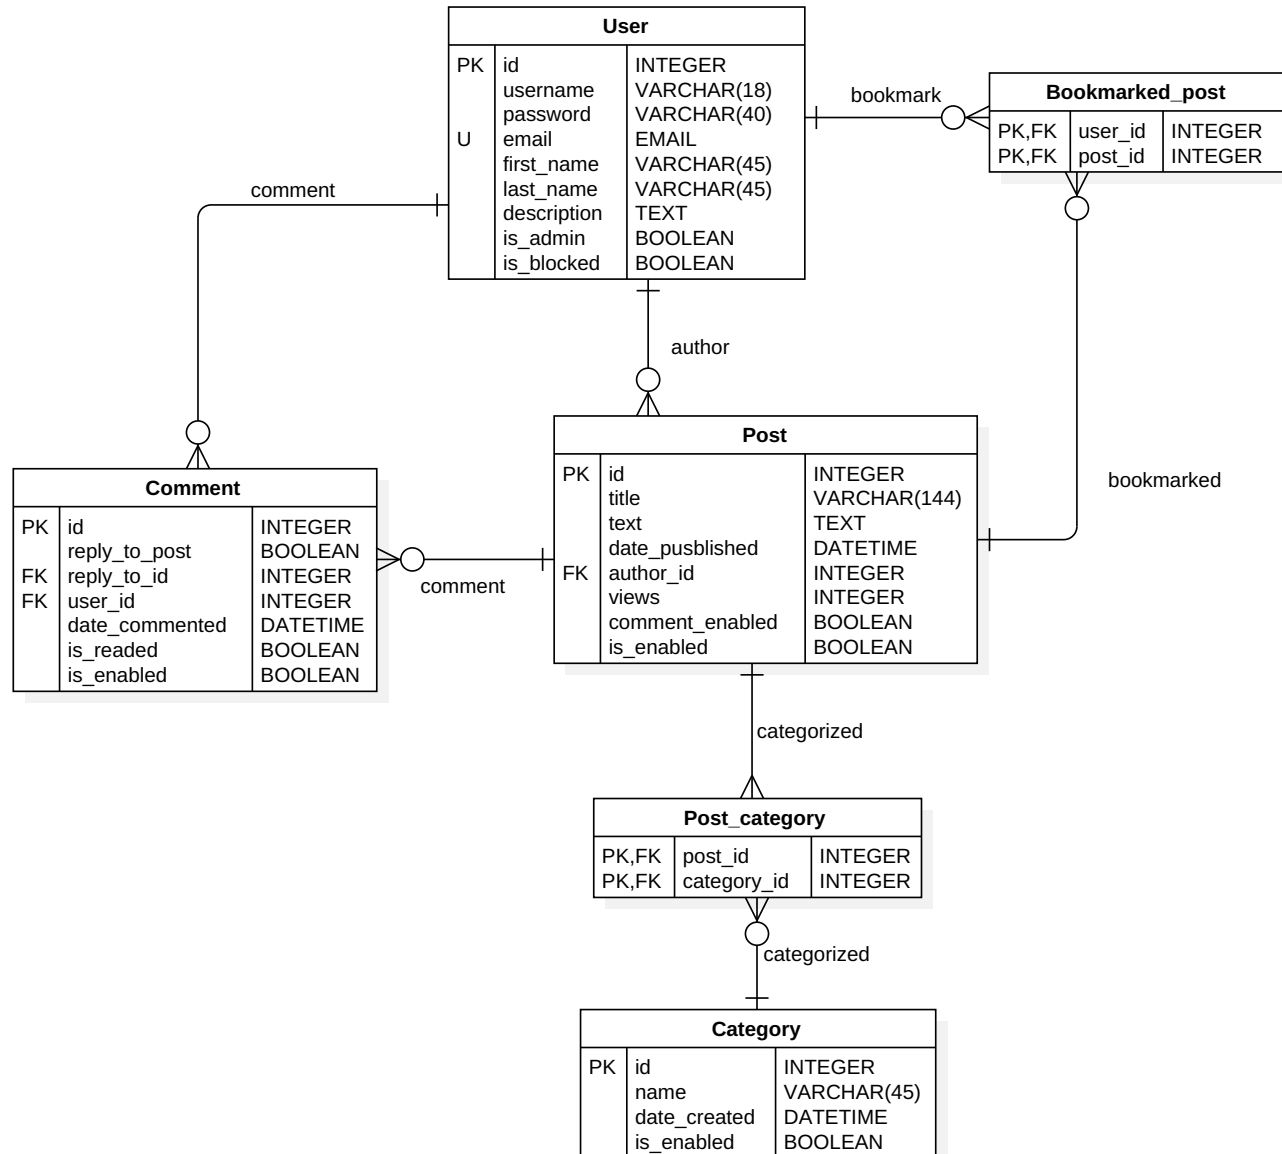 User
PK id INTEGER
username VARCHAR(18)
password VARCHAR(40)
U email EMAIL
first_name VARCHAR(45)
last_name VARCHAR(45)
description TEXT
is_admin BOOLEAN
is_blocked BOOLEAN
bookmark
Bookmarked_post
PK,FK user_id INTEGER
PK,FK post_id INTEGER
comment
author
bookmarked
Post
PK id INTEGER
title VARCHAR(144)
text TEXT
date_pusblished DATETIME
FK author_id INTEGER
views INTEGER
comment_enabled BOOLEAN
is_enabled BOOLEAN
Comment
PK id INTEGER
reply_to_post BOOLEAN
FK reply_to_id INTEGER
FK user_id INTEGER
date_commented DATETIME
is_readed BOOLEAN
is_enabled BOOLEAN
comment
categorized
Post_category
PK,FK post_id INTEGER
PK,FK category_id INTEGER
categorized
Category
PK id INTEGER
name VARCHAR(45)
date_created DATETIME
is_enabled BOOLEAN